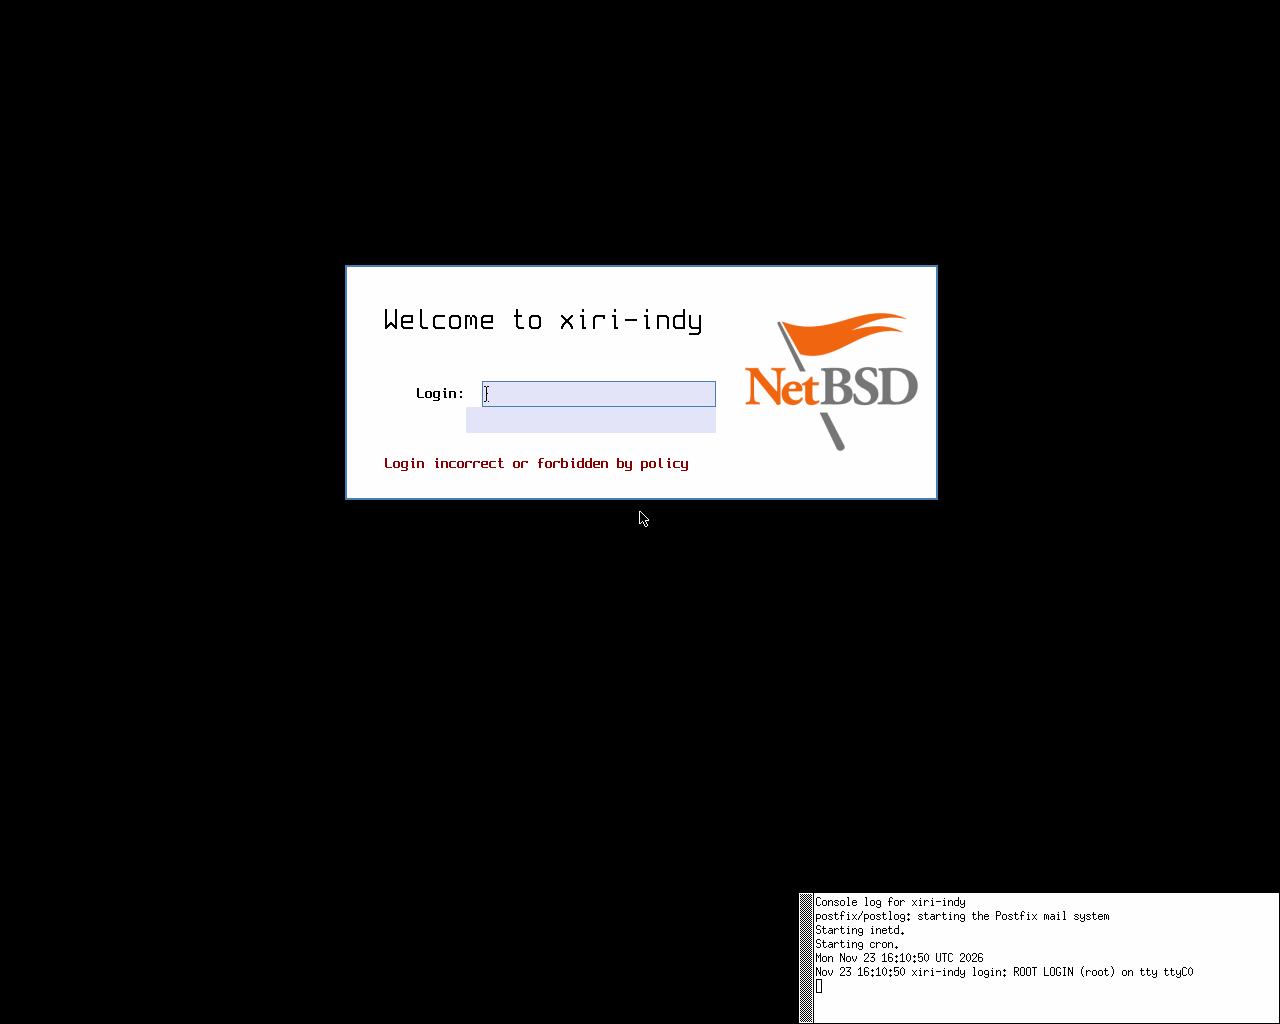 Welcome to xiri-indy
NetBSD
Login:
Login incorrect or forbidden by policy
Console log for xiri-indy
postfix/postlog: starting the Postfix mail system
Starting inetd.
Starting cron.
Mon Nov 23 16:10:50 UTC 2026
Nov 23 16:10:50 xiri-indy login: ROOT LOGIN (root) on tty ttyC0